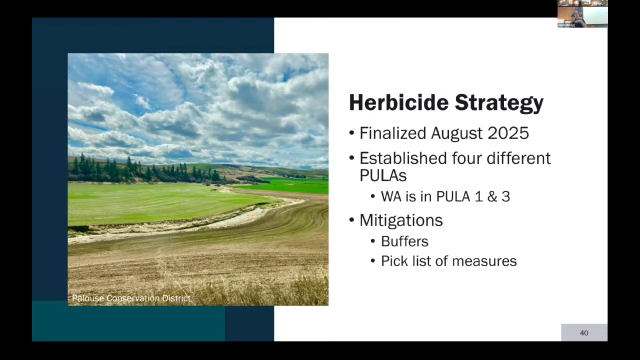 Herbicide Strategy
• Finalized August 2025
• Established four different
PULAs
• WA is in PULA 1 & 3
• Mitigations
• Buffers
• Pick list of measures
Palouse Conservation District
40